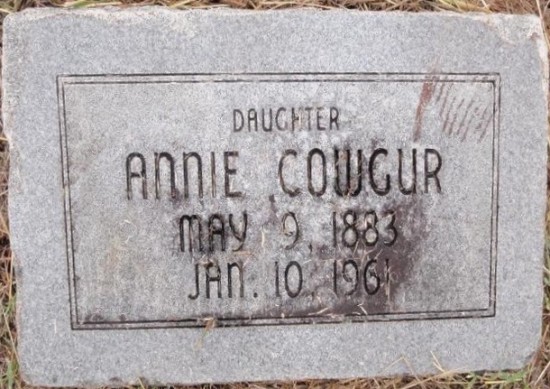 DAUGHTER
ANNIE COWGUR
MAY 9, 1883
JAN. 10, 1961